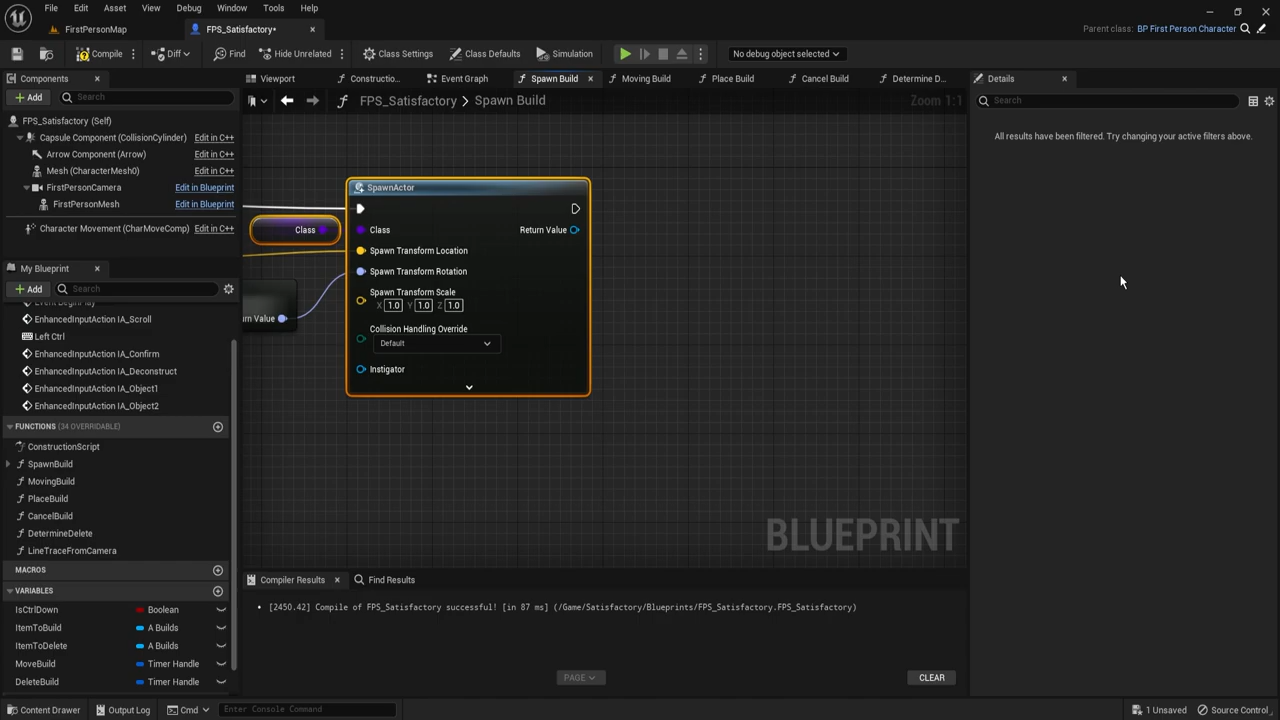 File Edit Asset View Debug Window Tools Help
FirstPersonMap
FPS_Satisfactory•
Parent class: BP First Person Character
Compile
Diff
Find
Hide Unrelated
Class Settings
Class Defaults
Simulation
No debug object selected
Components
Add
Search
FPS_Satisfactory (Self)
Capsule Component (CollisionCylinder) Edit in C++
Arrow Component (Arrow) Edit in C++
Mesh (CharacterMesh0) Edit in C++
FirstPersonCamera Edit in Blueprint
FirstPersonMesh Edit in Blueprint
Character Movement (CharMoveComp) Edit in C++
My Blueprint
Add
Search
EnhancedInputAction IA_Scroll
Left Ctrl
EnhancedInputAction IA_Confirm
EnhancedInputAction IA_Deconstruct
EnhancedInputAction IA_Object1
EnhancedInputAction IA_Object2
FUNCTIONS (34 OVERRIDABLE)
ConstructionScript
SpawnBuild
MovingBuild
PlaceBuild
CancelBuild
DetermineDelete
LineTraceFromCamera
MACROS
VARIABLES
IsCtrlDown Boolean
ItemToBuild A Builds
ItemToDelete A Builds
MoveBuild Timer Handle
DeleteBuild Timer Handle
Viewport
Constructio...
Event Graph
Spawn Build
Moving Build
Place Build
Cancel Build
Determine D...
FPS_Satisfactory > Spawn Build
Zoom 1:1
SpawnActor
Class
Class
Return Value
Spawn Transform Location
Spawn Transform Rotation
Spawn Transform Scale
X 1.0 Y 1.0 Z 1.0
rn Value
Collision Handling Override
Default
Instigator
BLUEPRINT
Compiler Results
Find Results
• [2450.42] Compile of FPS_Satisfactory successful! [in 87 ms] (/Game/Satisfactory/Blueprints/FPS_Satisfactory.FPS_Satisfactory)
PAGE
CLEAR
Details
Search
All results have been filtered. Try changing your active filters above.
Content Drawer
Output Log
Cmd
Enter Console Command
1 Unsaved
Source Control